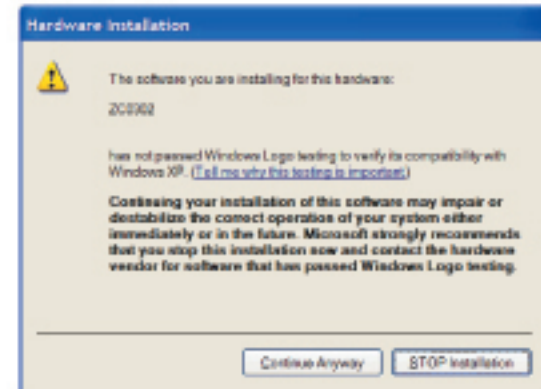 Hardware Installation
The software you are installing for this hardware:
ZC0302
has not passed Windows Logo testing to verify its compatibility with
Windows XP. (Tell me why this testing is important.)
Continuing your installation of this software may impair or
destabilize the correct operation of your system either
immediately or in the future. Microsoft strongly recommends
that you stop this installation now and contact the hardware
vendor for software that has passed Windows Logo testing.
Continue Anyway
STOP Installation